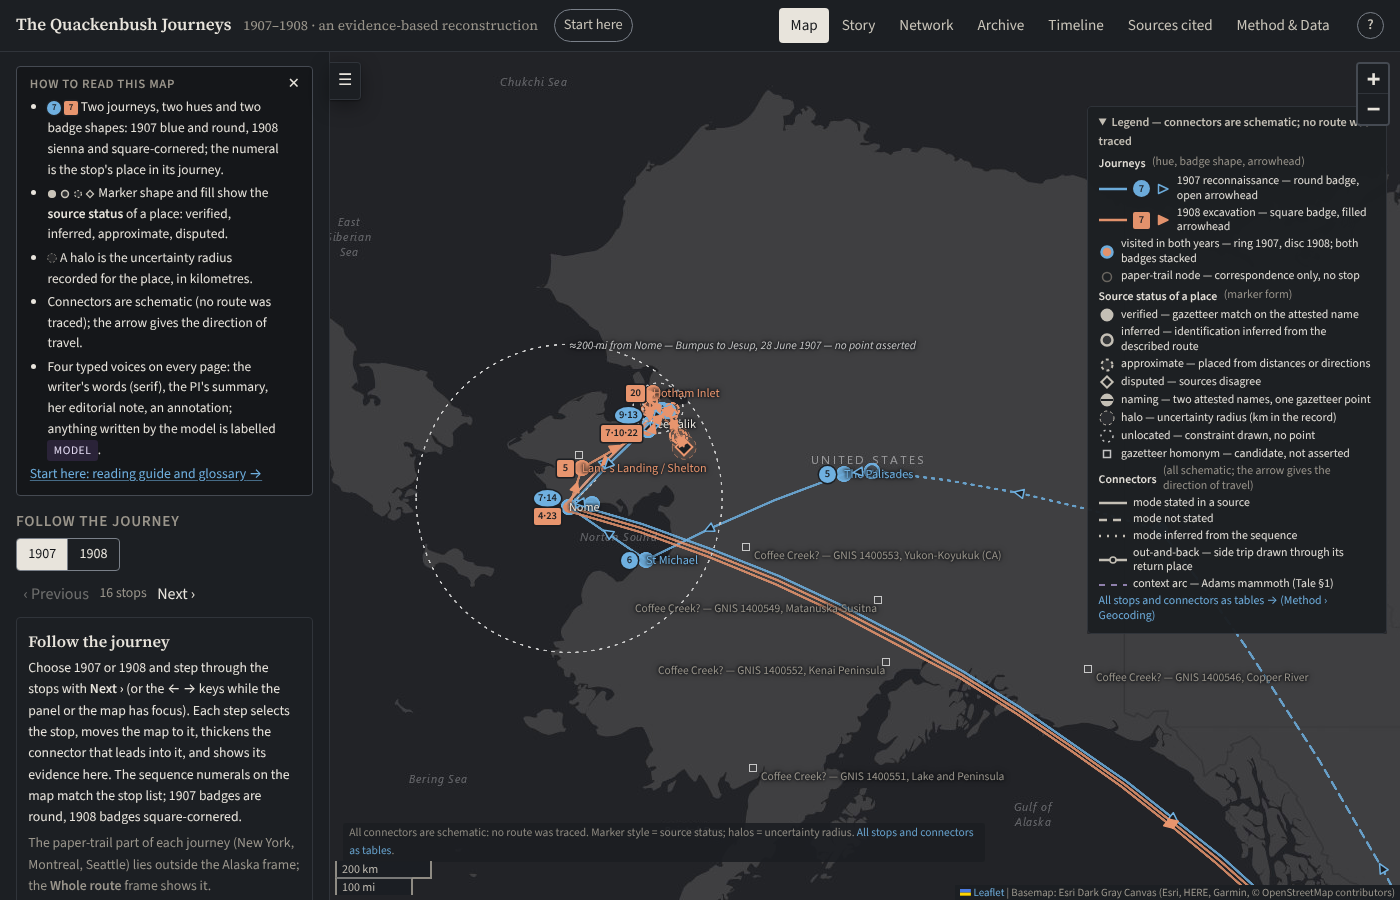 The Quackenbush Journeys 1907–1908 · an evidence-based reconstruction Start here
Map Story Network Archive Timeline Sources cited Method & Data ?
HOW TO READ THIS MAP ✕
7 7 Two journeys, two hues and two
badge shapes: 1907 blue and round, 1908
sienna and square-cornered; the numeral
is the stop's place in its journey.
Marker shape and fill show the
source status of a place: verified,
inferred, approximate, disputed.
A halo is the uncertainty radius
recorded for the place, in kilometres.
Connectors are schematic (no route was
traced); the arrow gives the direction of
travel.
Four typed voices on every page: the
writer's words (serif), the PI's summary,
her editorial note, an annotation;
anything written by the model is labelled
MODEL .
Start here: reading guide and glossary →
FOLLOW THE JOURNEY
1907 1908
‹ Previous 16 stops Next ›
Follow the journey
Choose 1907 or 1908 and step through the
stops with Next › (or the ← → keys while the
panel or the map has focus). Each step selects
the stop, moves the map to it, thickens the
connector that leads into it, and shows its
evidence here. The sequence numerals on the
map match the stop list; 1907 badges are
round, 1908 badges square-cornered.
The paper-trail part of each journey (New York,
Montreal, Seattle) lies outside the Alaska frame;
the Whole route frame shows it.
☰
Chukchi Sea
East
Siberian
Sea
≈200 mi from Nome — Bumpus to Jesup, 28 June 1907 — no point asserted
20 Hotham Inlet
9·13
7·10·22
5 Lane's Landing / Shelton
UNITED STATES
5 The Palisades
7·14
4·23 Nome
Norton Sound
6 St Michael
Coffee Creek? — GNIS 1400553, Yukon-Koyukuk (CA)
Coffee Creek? — GNIS 1400549, Matanuska-Susitna
Coffee Creek? — GNIS 1400552, Kenai Peninsula
Coffee Creek? — GNIS 1400546, Copper River
Coffee Creek? — GNIS 1400551, Lake and Peninsula
Bering Sea
Gulf of
Alaska
+
−
▼ Legend — connectors are schematic; no route
traced
Journeys (hue, badge shape, arrowhead)
7 1907 reconnaissance — round badge,
open arrowhead
7 1908 excavation — square badge, filled
arrowhead
visited in both years — ring 1907, disc 1908; both
badges stacked
paper-trail node — correspondence only, no stop
Source status of a place (marker form)
verified — gazetteer match on the attested name
inferred — identification inferred from the
described route
approximate — placed from distances or directions
disputed — sources disagree
naming — two attested names, one gazetteer point
halo — uncertainty radius (km in the record)
unlocated — constraint drawn, no point
gazetteer homonym — candidate, not asserted
Connectors (all schematic; the arrow gives the
direction of travel)
mode stated in a source
mode not stated
mode inferred from the sequence
out-and-back — side trip drawn through its
return place
context arc — Adams mammoth (Tale §1)
All stops and connectors as tables → (Method ›
Geocoding)
All connectors are schematic: no route was traced. Marker style = source status; halos = uncertainty radius. All stops and connectors
as tables.
200 km
100 mi
Leaflet | Basemap: Esri Dark Gray Canvas (Esri, HERE, Garmin, © OpenStreetMap contributors)